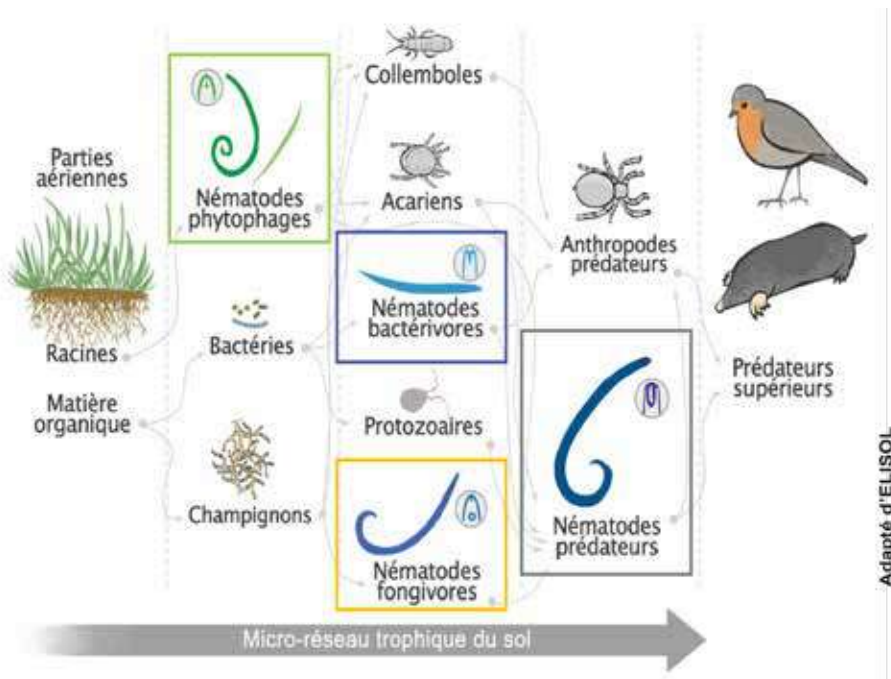 Parties
aériennes
Racines
Matière
organique
Nématodes
phytophages
Bactéries
Champignons
Collemboles
Acariens
Nématodes
bactérivores
Protozoaires
Nématodes
fongivores
Anthropodes
prédateurs
Nématodes
prédateurs
Prédateurs
supérieurs
Micro-réseau trophique du sol
Adapté d'ELISOL